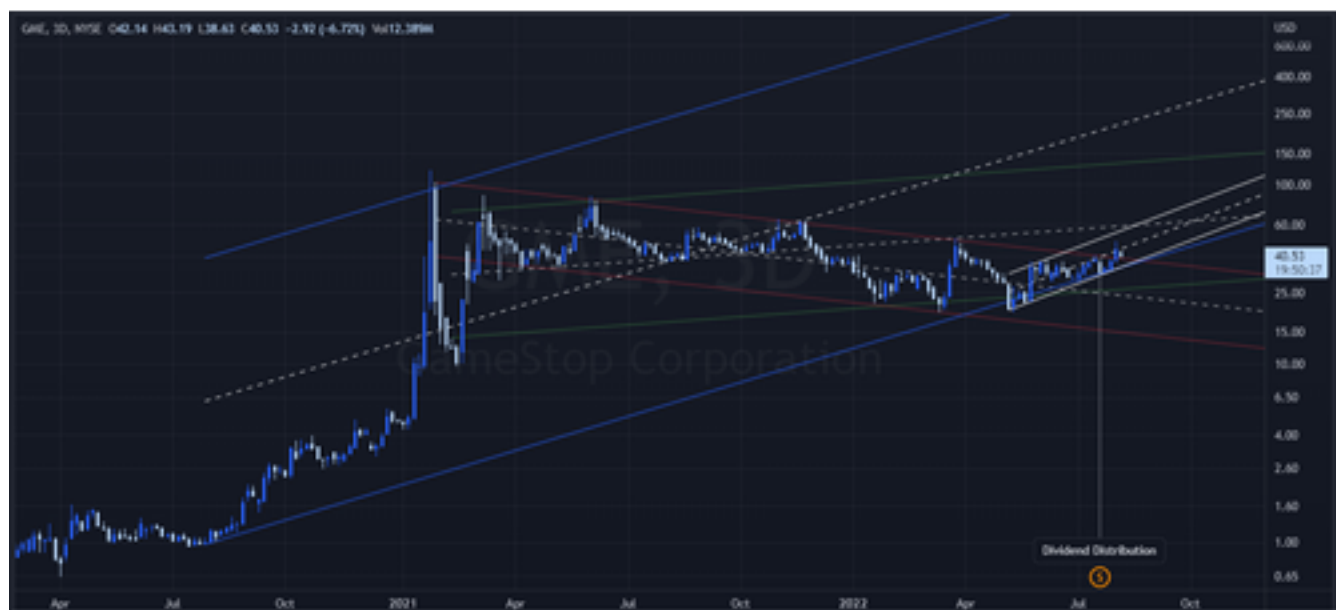 GME, 3D, NYSE O42.14 H43.19 L38.63 C40.53 -2.92 (-6.72%) Vol12.389M
USD
600.00
400.00
250.00
150.00
100.00
60.00
40.53
19:50:37
25.00
15.00
10.00
6.50
4.00
2.60
1.60
1.00
0.65
GME, 3D
GameStop Corporation
Dividend Distribution
S
Apr Jul Oct 2021 Apr Jul Oct 2022 Apr Jul Oct